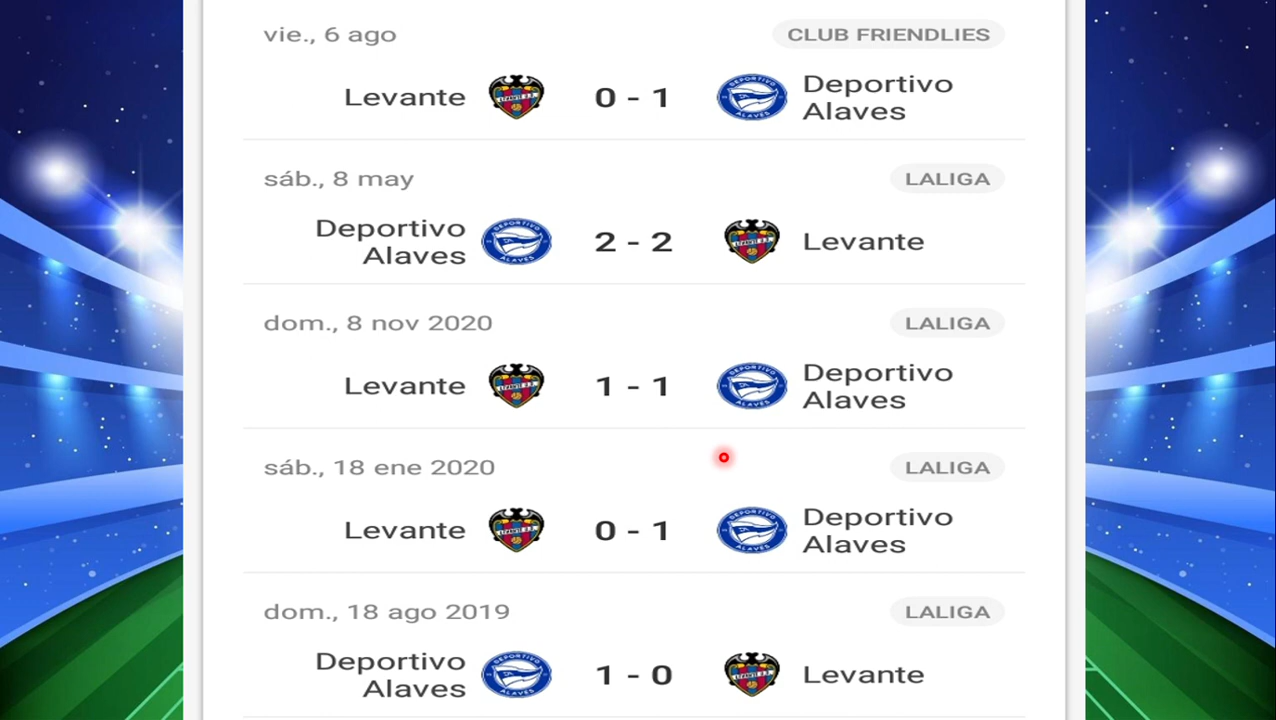 vie., 6 ago
CLUB FRIENDLIES
Levante 0 - 1 Deportivo
Alaves
sáb., 8 may
LALIGA
Deportivo
Alaves 2 - 2 Levante
dom., 8 nov 2020
LALIGA
Levante 1 - 1 Deportivo
Alaves
sáb., 18 ene 2020
LALIGA
Levante 0 - 1 Deportivo
Alaves
dom., 18 ago 2019
LALIGA
Deportivo
Alaves 1 - 0 Levante